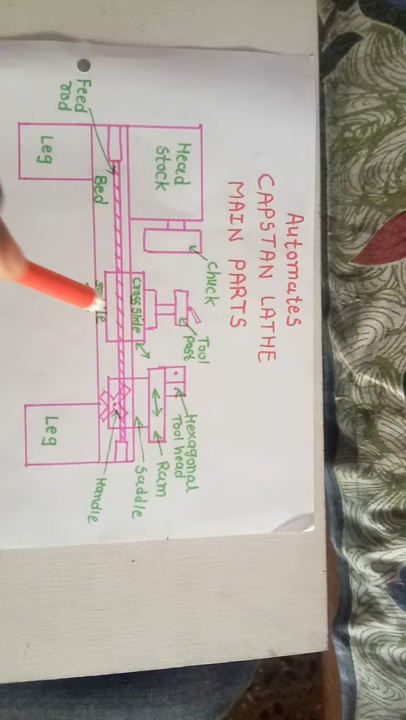 Automates
CAPSTAN LATHE
MAIN PARTS
Head
Stock
chuck
Tool
Post
Hexagonal
Tool head
Ram
Saddle
Handle
Cross slide
Feed
rod
Bed
Leg
Leg